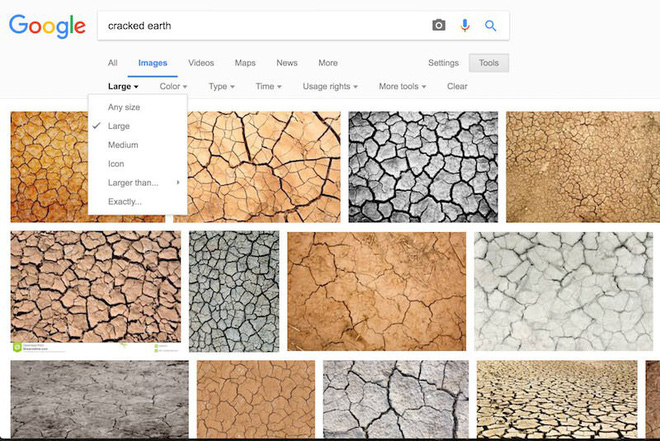 Google
cracked earth
All Images Videos Maps News More Settings Tools
Large Color Type Time Usage rights More tools Clear
Any size
Large
Medium
Icon
Larger than...
Exactly...